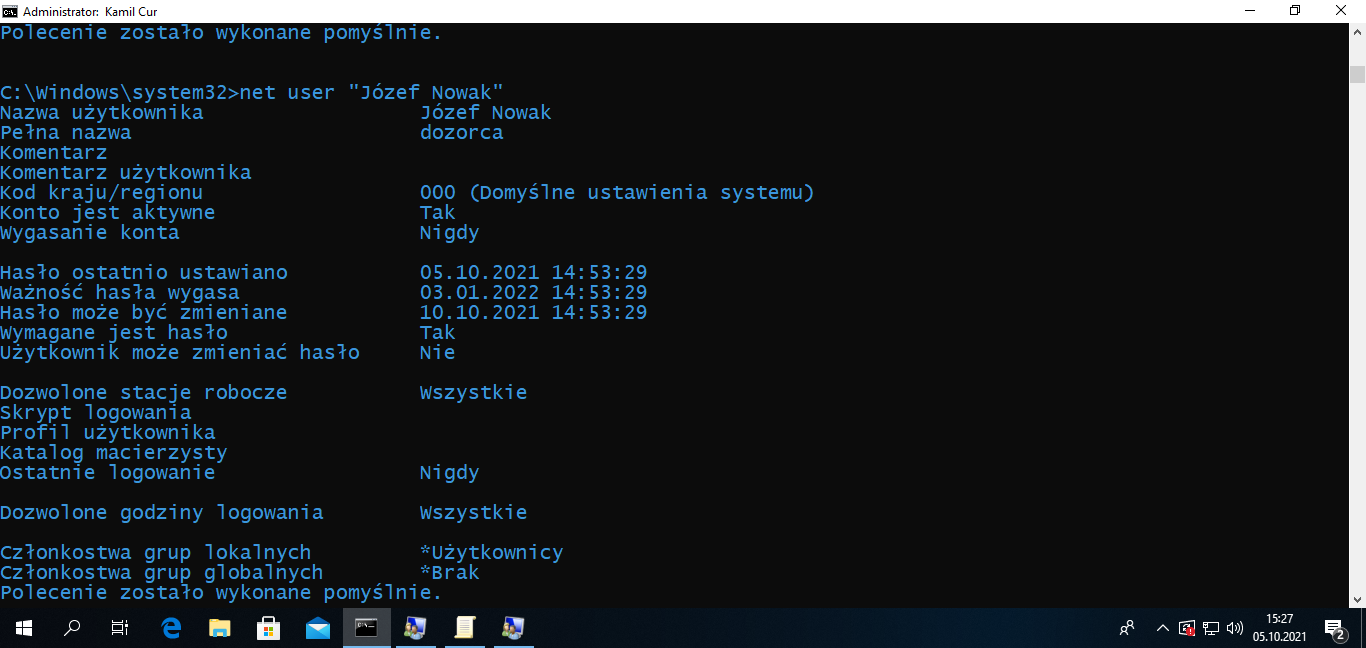 Administrator: Kamil Cur
Polecenie zostało wykonane pomyślnie.
C:\Windows\system32>net user "Józef Nowak"
Nazwa użytkownika Józef Nowak
Pełna nazwa dozorca
Komentarz
Komentarz użytkownika
Kod kraju/regionu 000 (Domyślne ustawienia systemu)
Konto jest aktywne Tak
Wygasanie konta Nigdy
Hasło ostatnio ustawiano 05.10.2021 14:53:29
Ważność hasła wygasa 03.01.2022 14:53:29
Hasło może być zmieniane 10.10.2021 14:53:29
Wymagane jest hasło Tak
Użytkownik może zmieniać hasło Nie
Dozwolone stacje robocze Wszystkie
Skrypt logowania
Profil użytkownika
Katalog macierzysty
Ostatnie logowanie Nigdy
Dozwolone godziny logowania Wszystkie
Członkostwa grup lokalnych *Użytkownicy
Członkostwa grup globalnych *Brak
Polecenie zostało wykonane pomyślnie.
15:27
05.10.2021
2